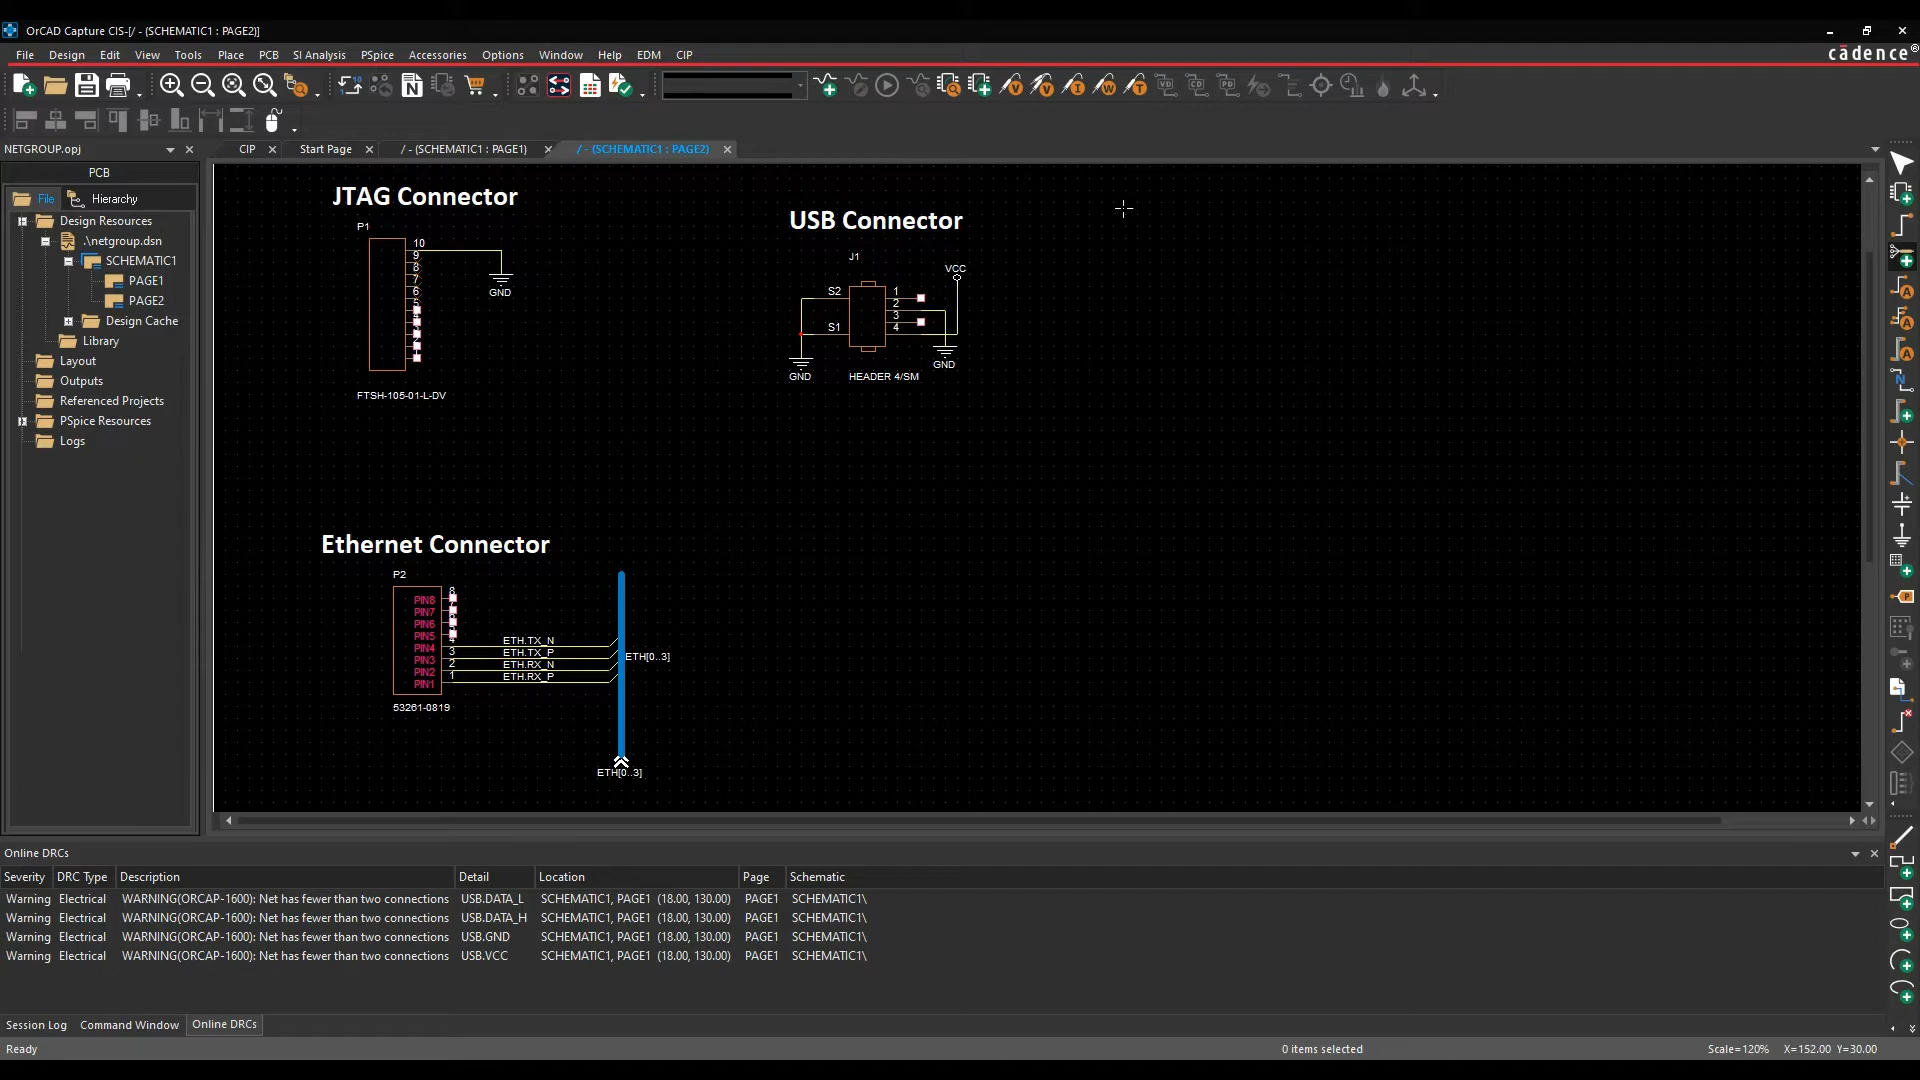 OrCAD Capture CIS-[/ - (SCHEMATIC1 : PAGE2)]
File Design Edit View Tools Place PCB SI Analysis PSpice Accessories Options Window Help EDM CIP
cādence®
NETGROUP.opj
CIP
Start Page
/ - (SCHEMATIC1 : PAGE1)
/ - (SCHEMATIC1 : PAGE2)
PCB
File Hierarchy
Design Resources
.\netgroup.dsn
SCHEMATIC1
PAGE1
PAGE2
Design Cache
Library
Layout
Outputs
Referenced Projects
PSpice Resources
Logs
JTAG Connector
P1
10
9
8
7
6
5
GND
FTSH-105-01-L-DV
USB Connector
J1
VCC
S2
S1
1
2
3
4
GND
GND
HEADER 4/SM
Ethernet Connector
P2
PIN8 8
PIN7
PIN6
PIN5
PIN4 4 ETH.TX_N
PIN3 3 ETH.TX_P
PIN2 2 ETH.RX_N
PIN1 1 ETH.RX_P
ETH[0..3]
53261-0819
ETH[0..3]
Online DRCs
Severity DRC Type Description Detail Location Page Schematic
Warning Electrical WARNING(ORCAP-1600): Net has fewer than two connections USB.DATA_L SCHEMATIC1, PAGE1 (18.00, 130.00) PAGE1 SCHEMATIC1\
Warning Electrical WARNING(ORCAP-1600): Net has fewer than two connections USB.DATA_H SCHEMATIC1, PAGE1 (18.00, 130.00) PAGE1 SCHEMATIC1\
Warning Electrical WARNING(ORCAP-1600): Net has fewer than two connections USB.GND SCHEMATIC1, PAGE1 (18.00, 130.00) PAGE1 SCHEMATIC1\
Warning Electrical WARNING(ORCAP-1600): Net has fewer than two connections USB.VCC SCHEMATIC1, PAGE1 (18.00, 130.00) PAGE1 SCHEMATIC1\
Session Log Command Window Online DRCs
Ready 0 items selected Scale=120% X=152.00 Y=30.00